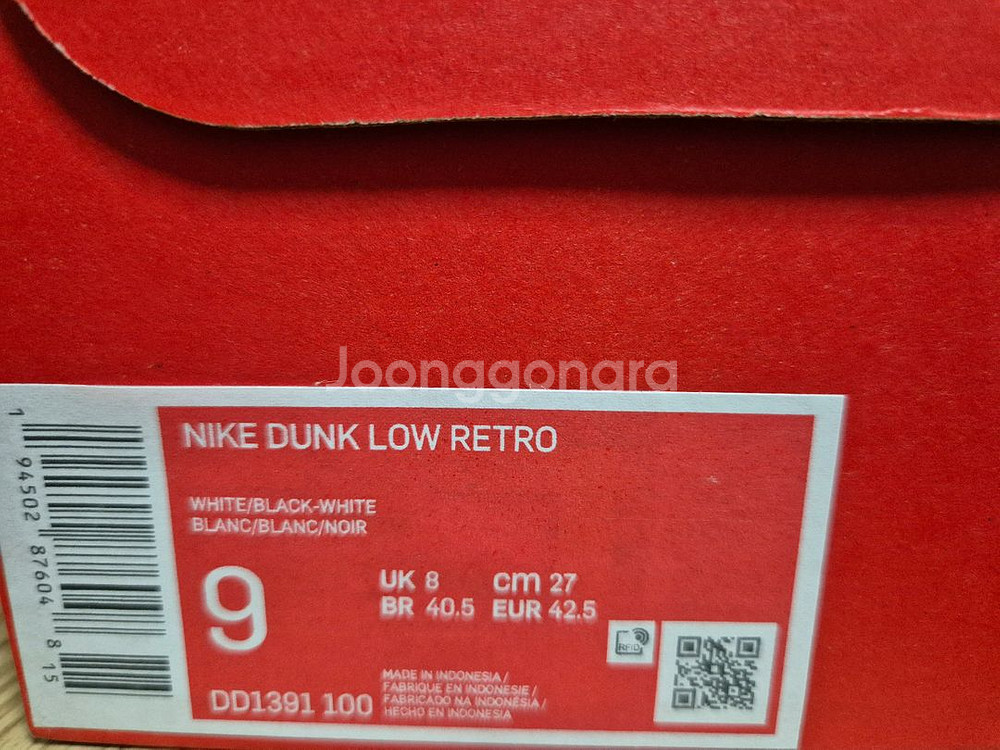 Joonggonara
NIKE DUNK LOW RETRO
WHITE/BLACK-WHITE
BLANC/BLANC/NOIR
9
UK 8 cm 27
BR 40.5 EUR 42.5
RFID
DD1391 100
MADE IN INDONESIA /
FABRIQUE EN INDONESIE /
FABRICADO NA INDONÉSIA /
HECHO EN INDONESIA
1 94502 87604 8 15